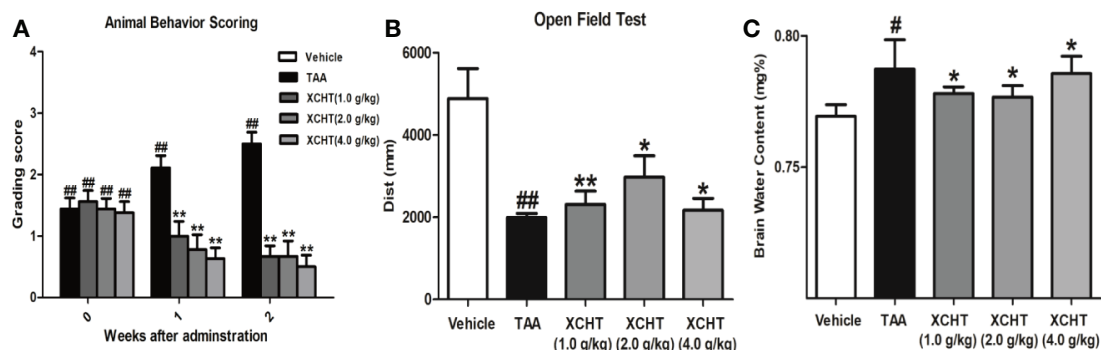 A
Animal Behavior Scoring
Grading score
4
3
2
1
0
Vehicle
TAA
XCHT(1.0 g/kg)
XCHT(2.0 g/kg)
XCHT(4.0 g/kg)
## ## ## ##
## ** ** **
## ** ** **
0 1 2
Weeks after adminstration
B
Open Field Test
Dist (mm)
6000
4000
2000
0
## ** * *
Vehicle TAA XCHT XCHT XCHT
(1.0 g/kg) (2.0 g/kg) (4.0 g/kg)
C
Brain Water Content (mg%)
0.80
0.75
# * * *
Vehicle TAA XCHT XCHT XCHT
(1.0 g/kg) (2.0 g/kg) (4.0 g/kg)